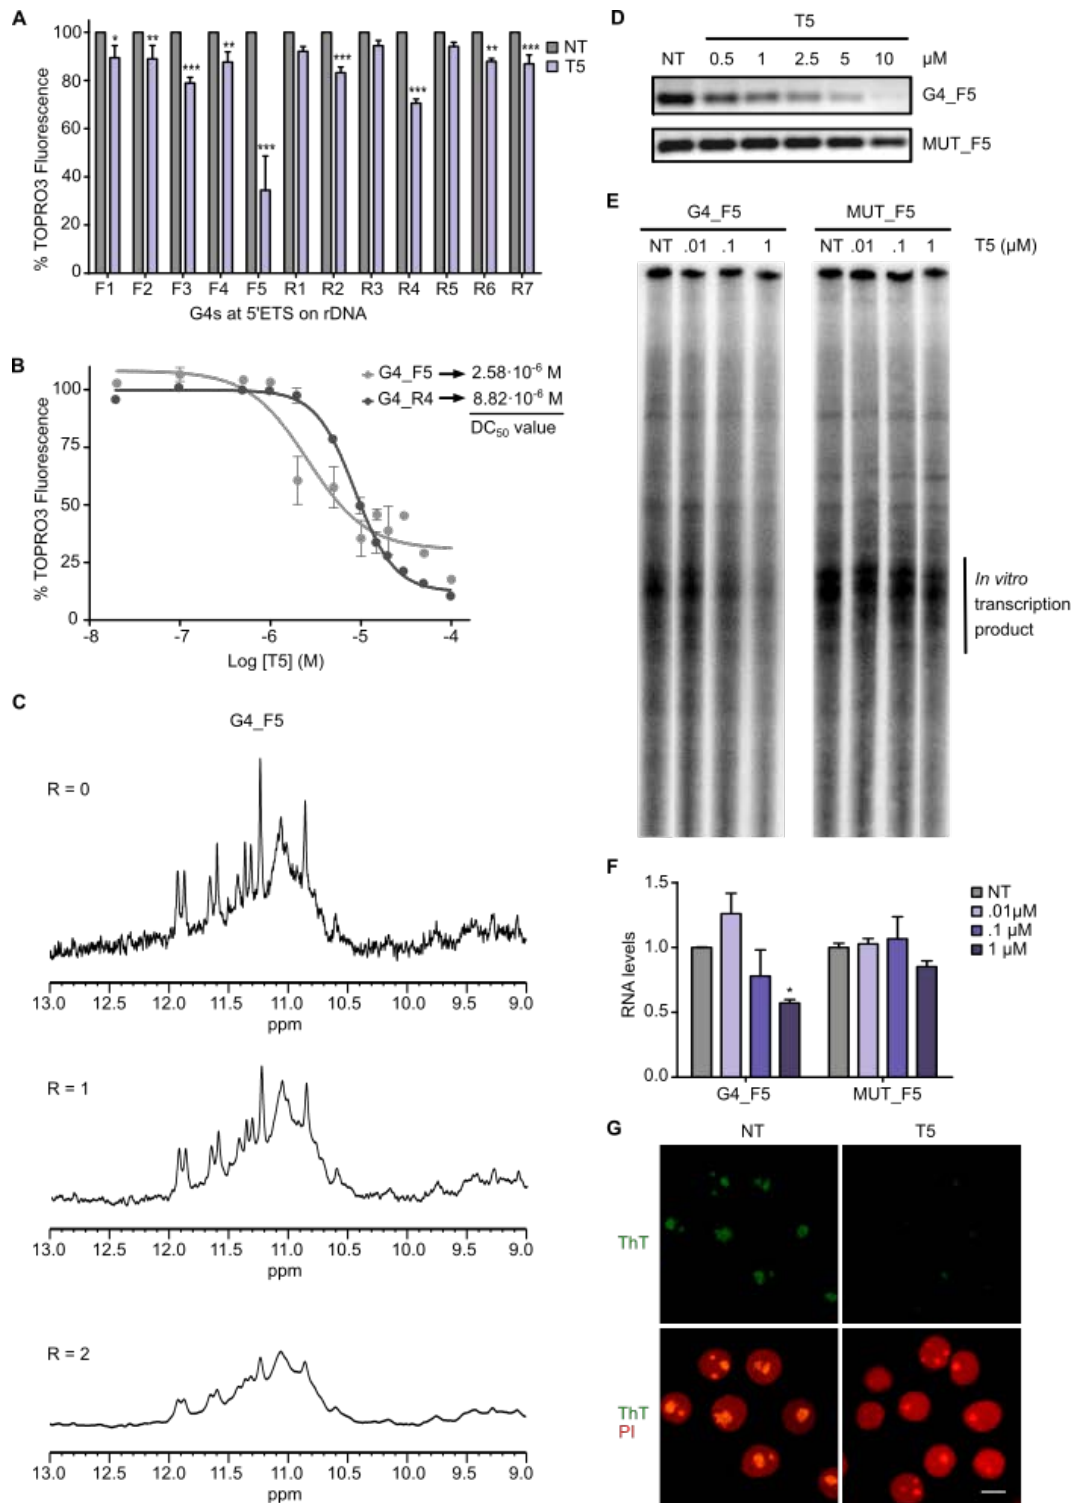 A
100
80
60
40
20
0
% TOPRO3 Fluorescence
* ** *** ** *** *** *** ** ***
NT
T5
F1 F2 F3 F4 F5 R1 R2 R3 R4 R5 R6 R7
G4s at 5'ETS on rDNA
B
100
75
50
25
0
% TOPRO3 Fluorescence
G4_F5 → 2.58·10⁻⁶ M
G4_R4 → 8.82·10⁻⁶ M
DC₅₀ value
-8 -7 -6 -5 -4
Log [T5] (M)
C
G4_F5
R = 0
13.0 12.5 12.0 11.5 11.0 10.5 10.0 9.5 9.0
ppm
R = 1
13.0 12.5 12.0 11.5 11.0 10.5 10.0 9.5 9.0
ppm
R = 2
13.0 12.5 12.0 11.5 11.0 10.5 10.0 9.5 9.0
ppm
D
T5
NT 0.5 1 2.5 5 10 µM
G4_F5
MUT_F5
E
G4_F5 MUT_F5
NT .01 .1 1 NT .01 .1 1 T5 (µM)
In vitro
transcription
product
F
1.5
1.0
0.5
0.0
RNA levels
*
NT
.01µM
.1 µM
1 µM
G4_F5 MUT_F5
G
NT T5
ThT
ThT
PI